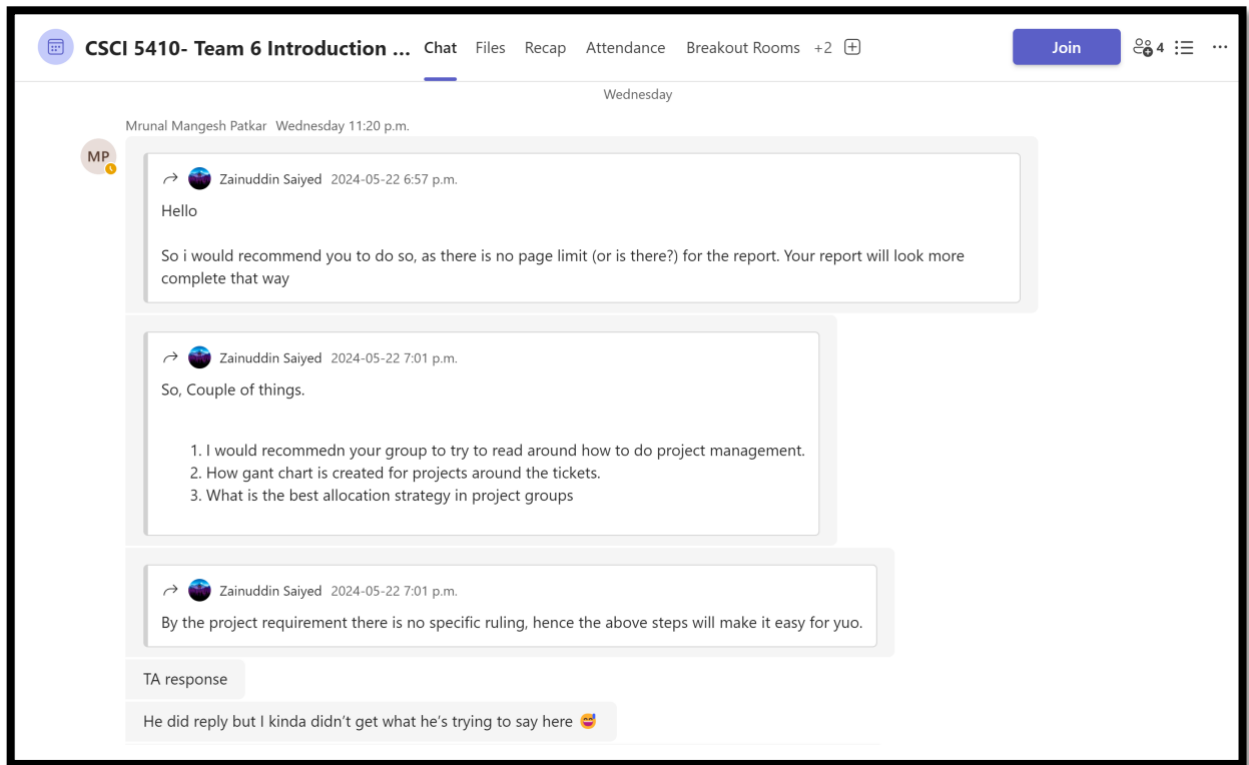 CSCI 5410- Team 6 Introduction ... Chat Files Recap Attendance Breakout Rooms +2 Join 4 ...
Wednesday
Mrunal Mangesh Patkar Wednesday 11:20 p.m.
MP
Zainuddin Saiyed 2024-05-22 6:57 p.m.
Hello
So i would recommend you to do so, as there is no page limit (or is there?) for the report. Your report will look more
complete that way
Zainuddin Saiyed 2024-05-22 7:01 p.m.
So, Couple of things.
1. I would recommedn your group to try to read around how to do project management.
2. How gant chart is created for projects around the tickets.
3. What is the best allocation strategy in project groups
Zainuddin Saiyed 2024-05-22 7:01 p.m.
By the project requirement there is no specific ruling, hence the above steps will make it easy for yuo.
TA response
He did reply but I kinda didn't get what he's trying to say here 😅